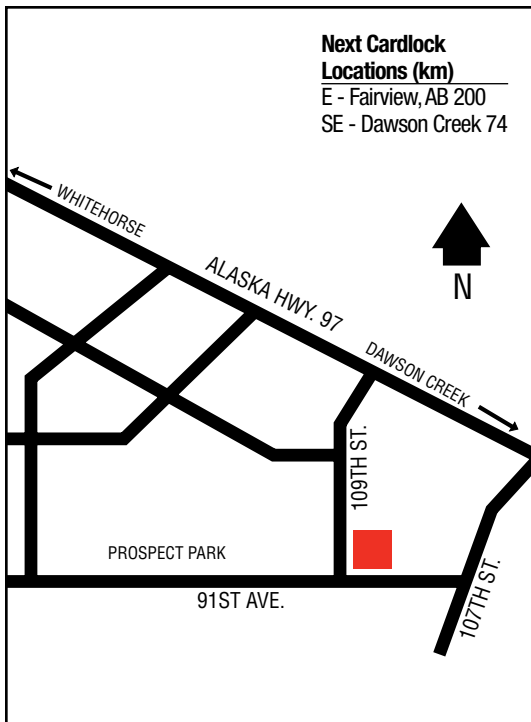 Next Cardlock
Locations (km)
E - Fairview, AB 200
SE - Dawson Creek 74
WHITEHORSE
ALASKA HWY. 97
N
DAWSON CREEK
109TH ST.
PROSPECT PARK
91ST AVE.
107TH ST.